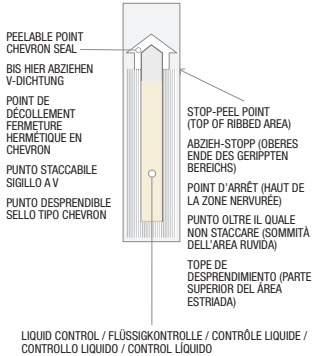 PEELABLE POINT
CHEVRON SEAL
BIS HIER ABZIEHEN
V-DICHTUNG
POINT DE
DÉCOLLEMENT
FERMETURE
HERMÉTIQUE EN
CHEVRON
PUNTO STACCABILE
SIGILLO A V
PUNTO DESPRENDIBLE
SELLO TIPO CHEVRON
STOP-PEEL POINT
(TOP OF RIBBED AREA)
ABZIEH-STOPP (OBERES
ENDE DES GERIPPTEN
BEREICHS)
POINT D'ARRÊT (HAUT DE
LA ZONE NERVURÉE)
PUNTO OLTRE IL QUALE
NON STACCARE (SOMMITÀ
DELL'AREA RUVIDA)
TOPE DE
DESPRENDIMIENTO (PARTE
SUPERIOR DEL ÁREA
ESTRIADA)
LIQUID CONTROL / FLÜSSIGKONTROLLE / CONTRÔLE LIQUIDE /
CONTROLLO LIQUIDO / CONTROL LÍQUIDO